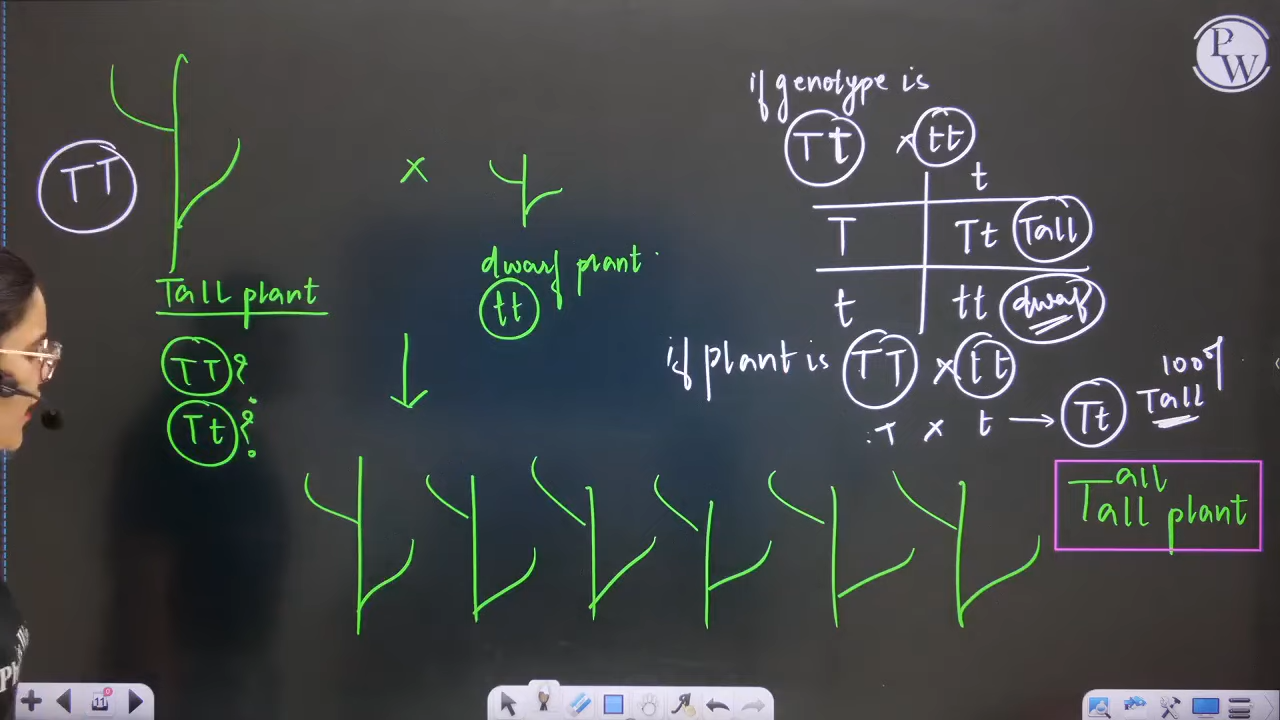 PW
if genotype is
Tt × tt
t
T Tt Tall
t tt dwarf
TT
×
dwarf plant
tt
Tall plant
TT?
Tt?
if plant is TT × tt
T × t → Tt 100% Tall
all
Tall plant
11